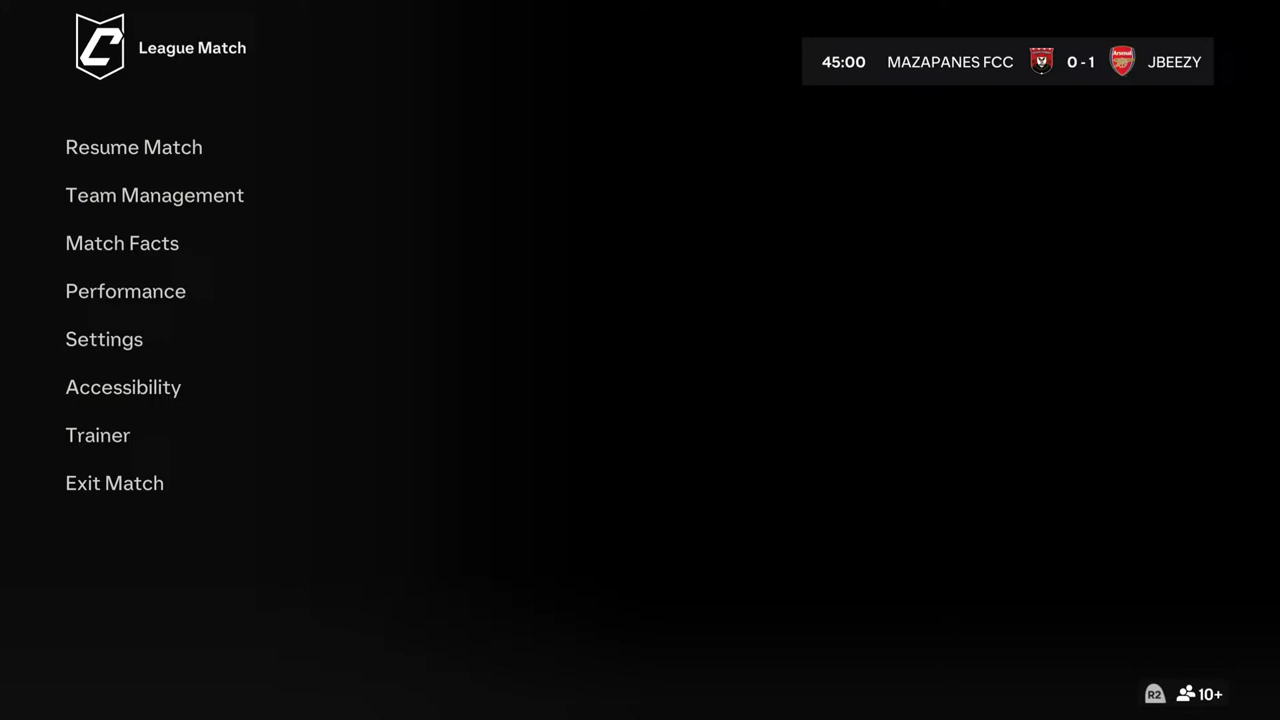 League Match
45:00 MAZAPANES FCC 0 - 1 Arsenal JBEEZY
Resume Match
Team Management
Match Facts
Performance
Settings
Accessibility
Trainer
Exit Match
R2 10+